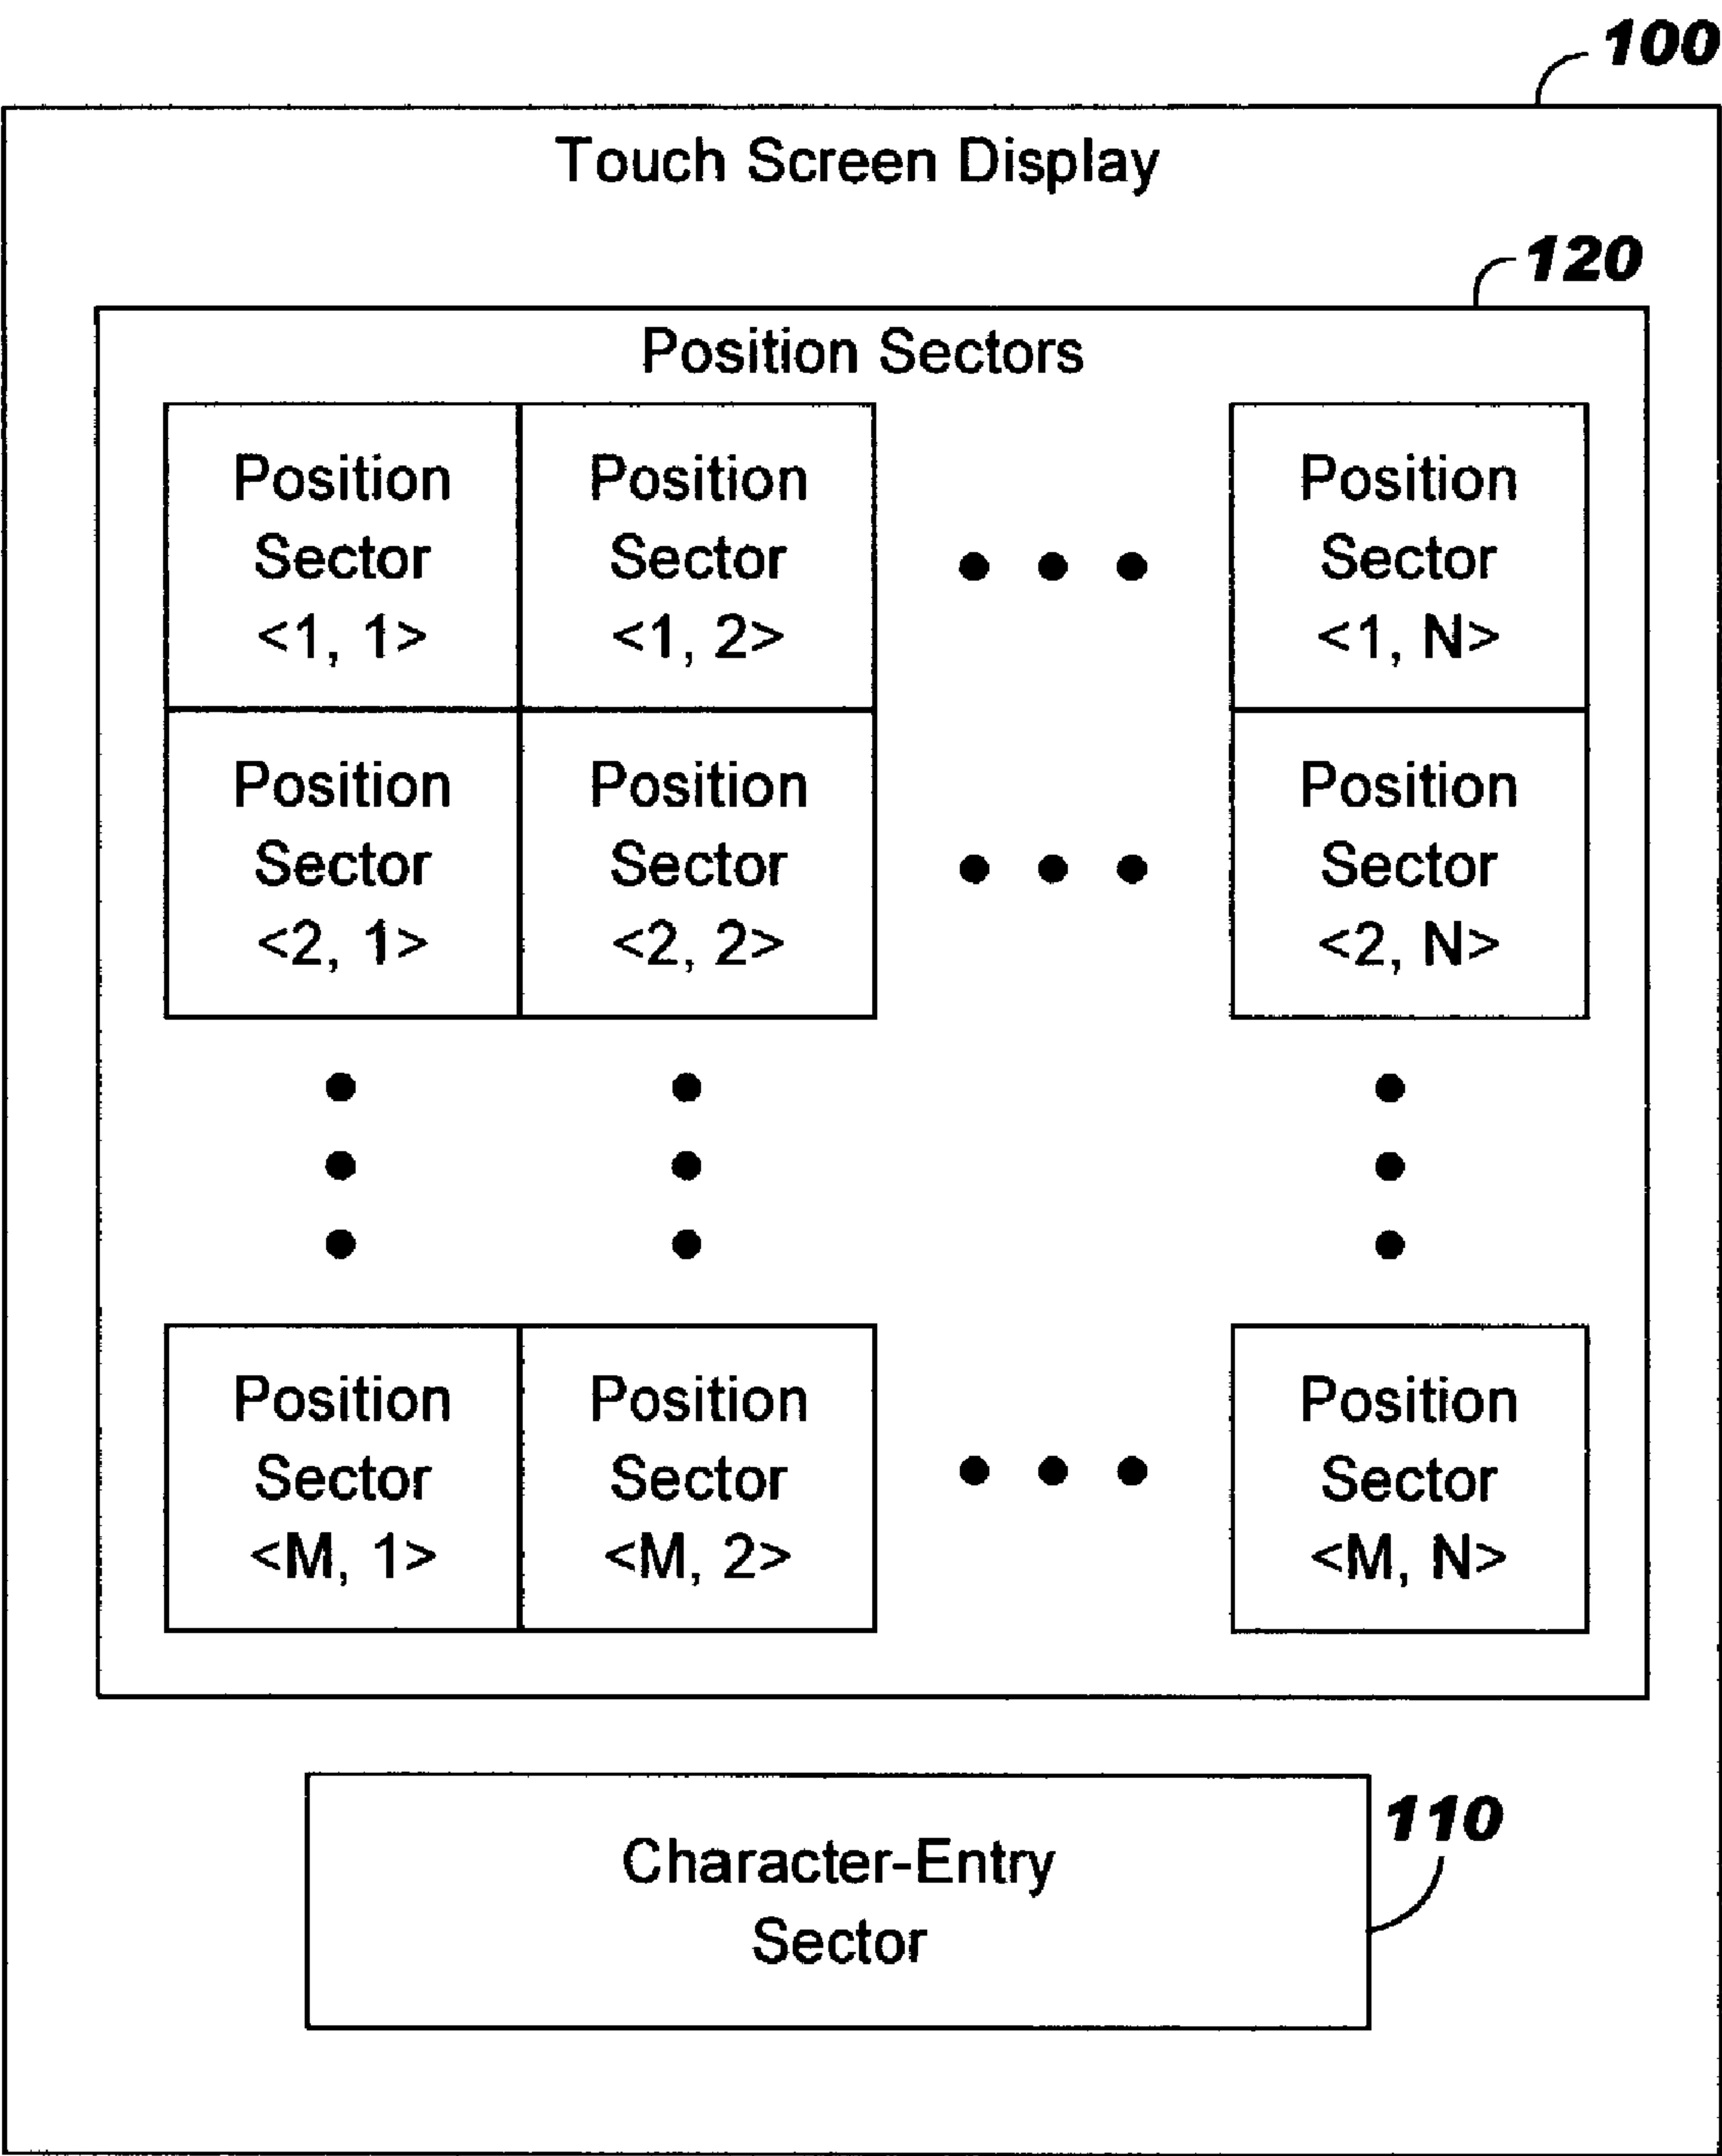 100
Touch Screen Display
120
Position Sectors
Position Position Position
Sector Sector Sector
<1, 1> <1, 2> <1, N>
Position Position Position
Sector Sector Sector
<2, 1> <2, 2> <2, N>
Position Position Position
Sector Sector Sector
<M, 1> <M, 2> <M, N>
110
Character-Entry
Sector